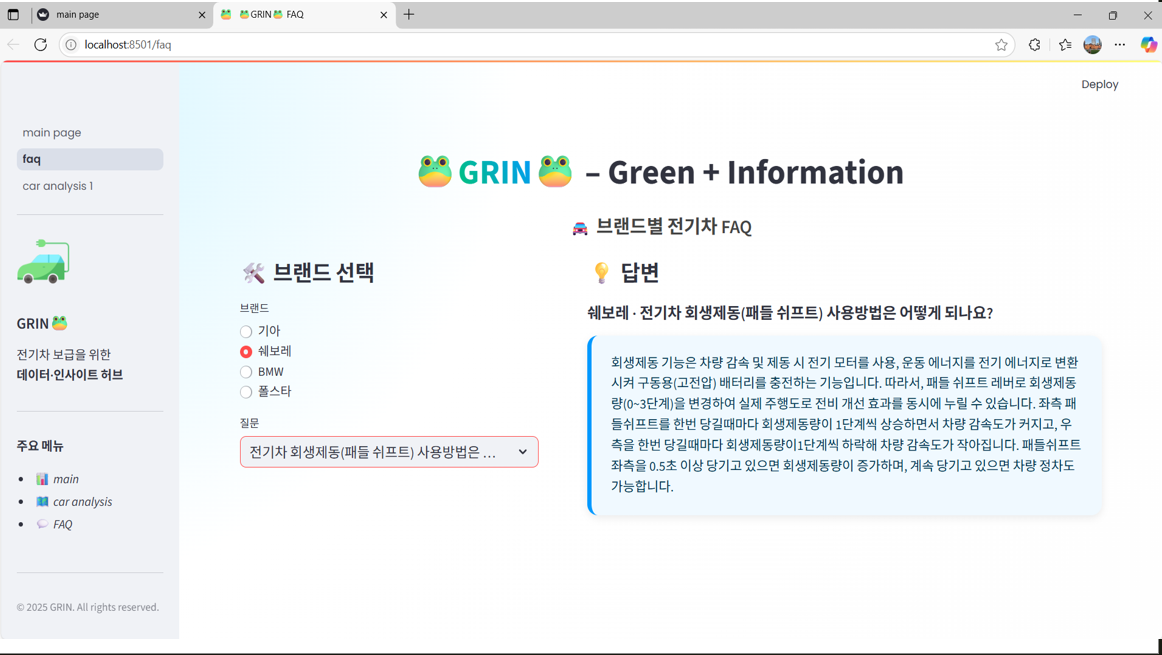 main page
GRIN FAQ
localhost:8501/faq
Deploy
main page
faq
car analysis 1
GRIN
전기차 보급을 위한
데이터·인사이트 허브
주요 메뉴
main
car analysis
FAQ
© 2025 GRIN. All rights reserved.
GRIN – Green + Information
브랜드별 전기차 FAQ
브랜드 선택
브랜드
기아
쉐보레
BMW
폴스타
질문
전기차 회생제동(패들 쉬프트) 사용방법은 ...
답변
쉐보레 · 전기차 회생제동(패들 쉬프트) 사용방법은 어떻게 되나요?
회생제동 기능은 차량 감속 및 제동 시 전기 모터를 사용, 운동 에너지를 전기 에너지로 변환
시켜 구동용(고전압) 배터리를 충전하는 기능입니다. 따라서, 패들 쉬프트 레버로 회생제동
량(0~3단계)을 변경하여 실제 주행도로 전비 개선 효과를 동시에 누릴 수 있습니다. 좌측 패
들쉬프트를 한번 당길때마다 회생제동량이 1단계씩 상승하면서 차량 감속도가 커지고, 우
측을 한번 당길때마다 회생제동량이1단계씩 하락해 차량 감속도가 작아집니다. 패들쉬프트
좌측을 0.5초 이상 당기고 있으면 회생제동량이 증가하며, 계속 당기고 있으면 차량 정차도
가능합니다.